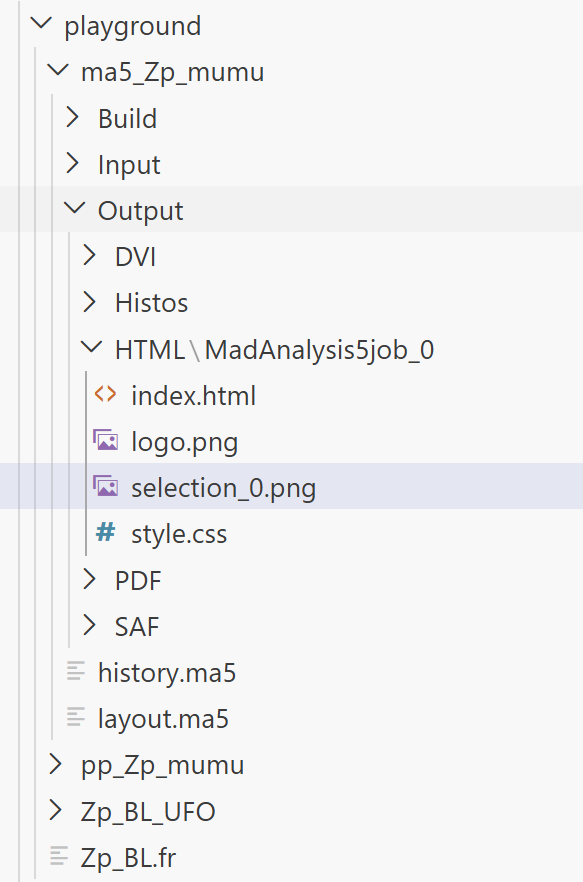 playground
ma5_Zp_mumu
Build
Input
Output
DVI
Histos
HTML\MadAnalysis5job_0
index.html
logo.png
selection_0.png
style.css
PDF
SAF
history.ma5
layout.ma5
pp_Zp_mumu
Zp_BL_UFO
Zp_BL.fr